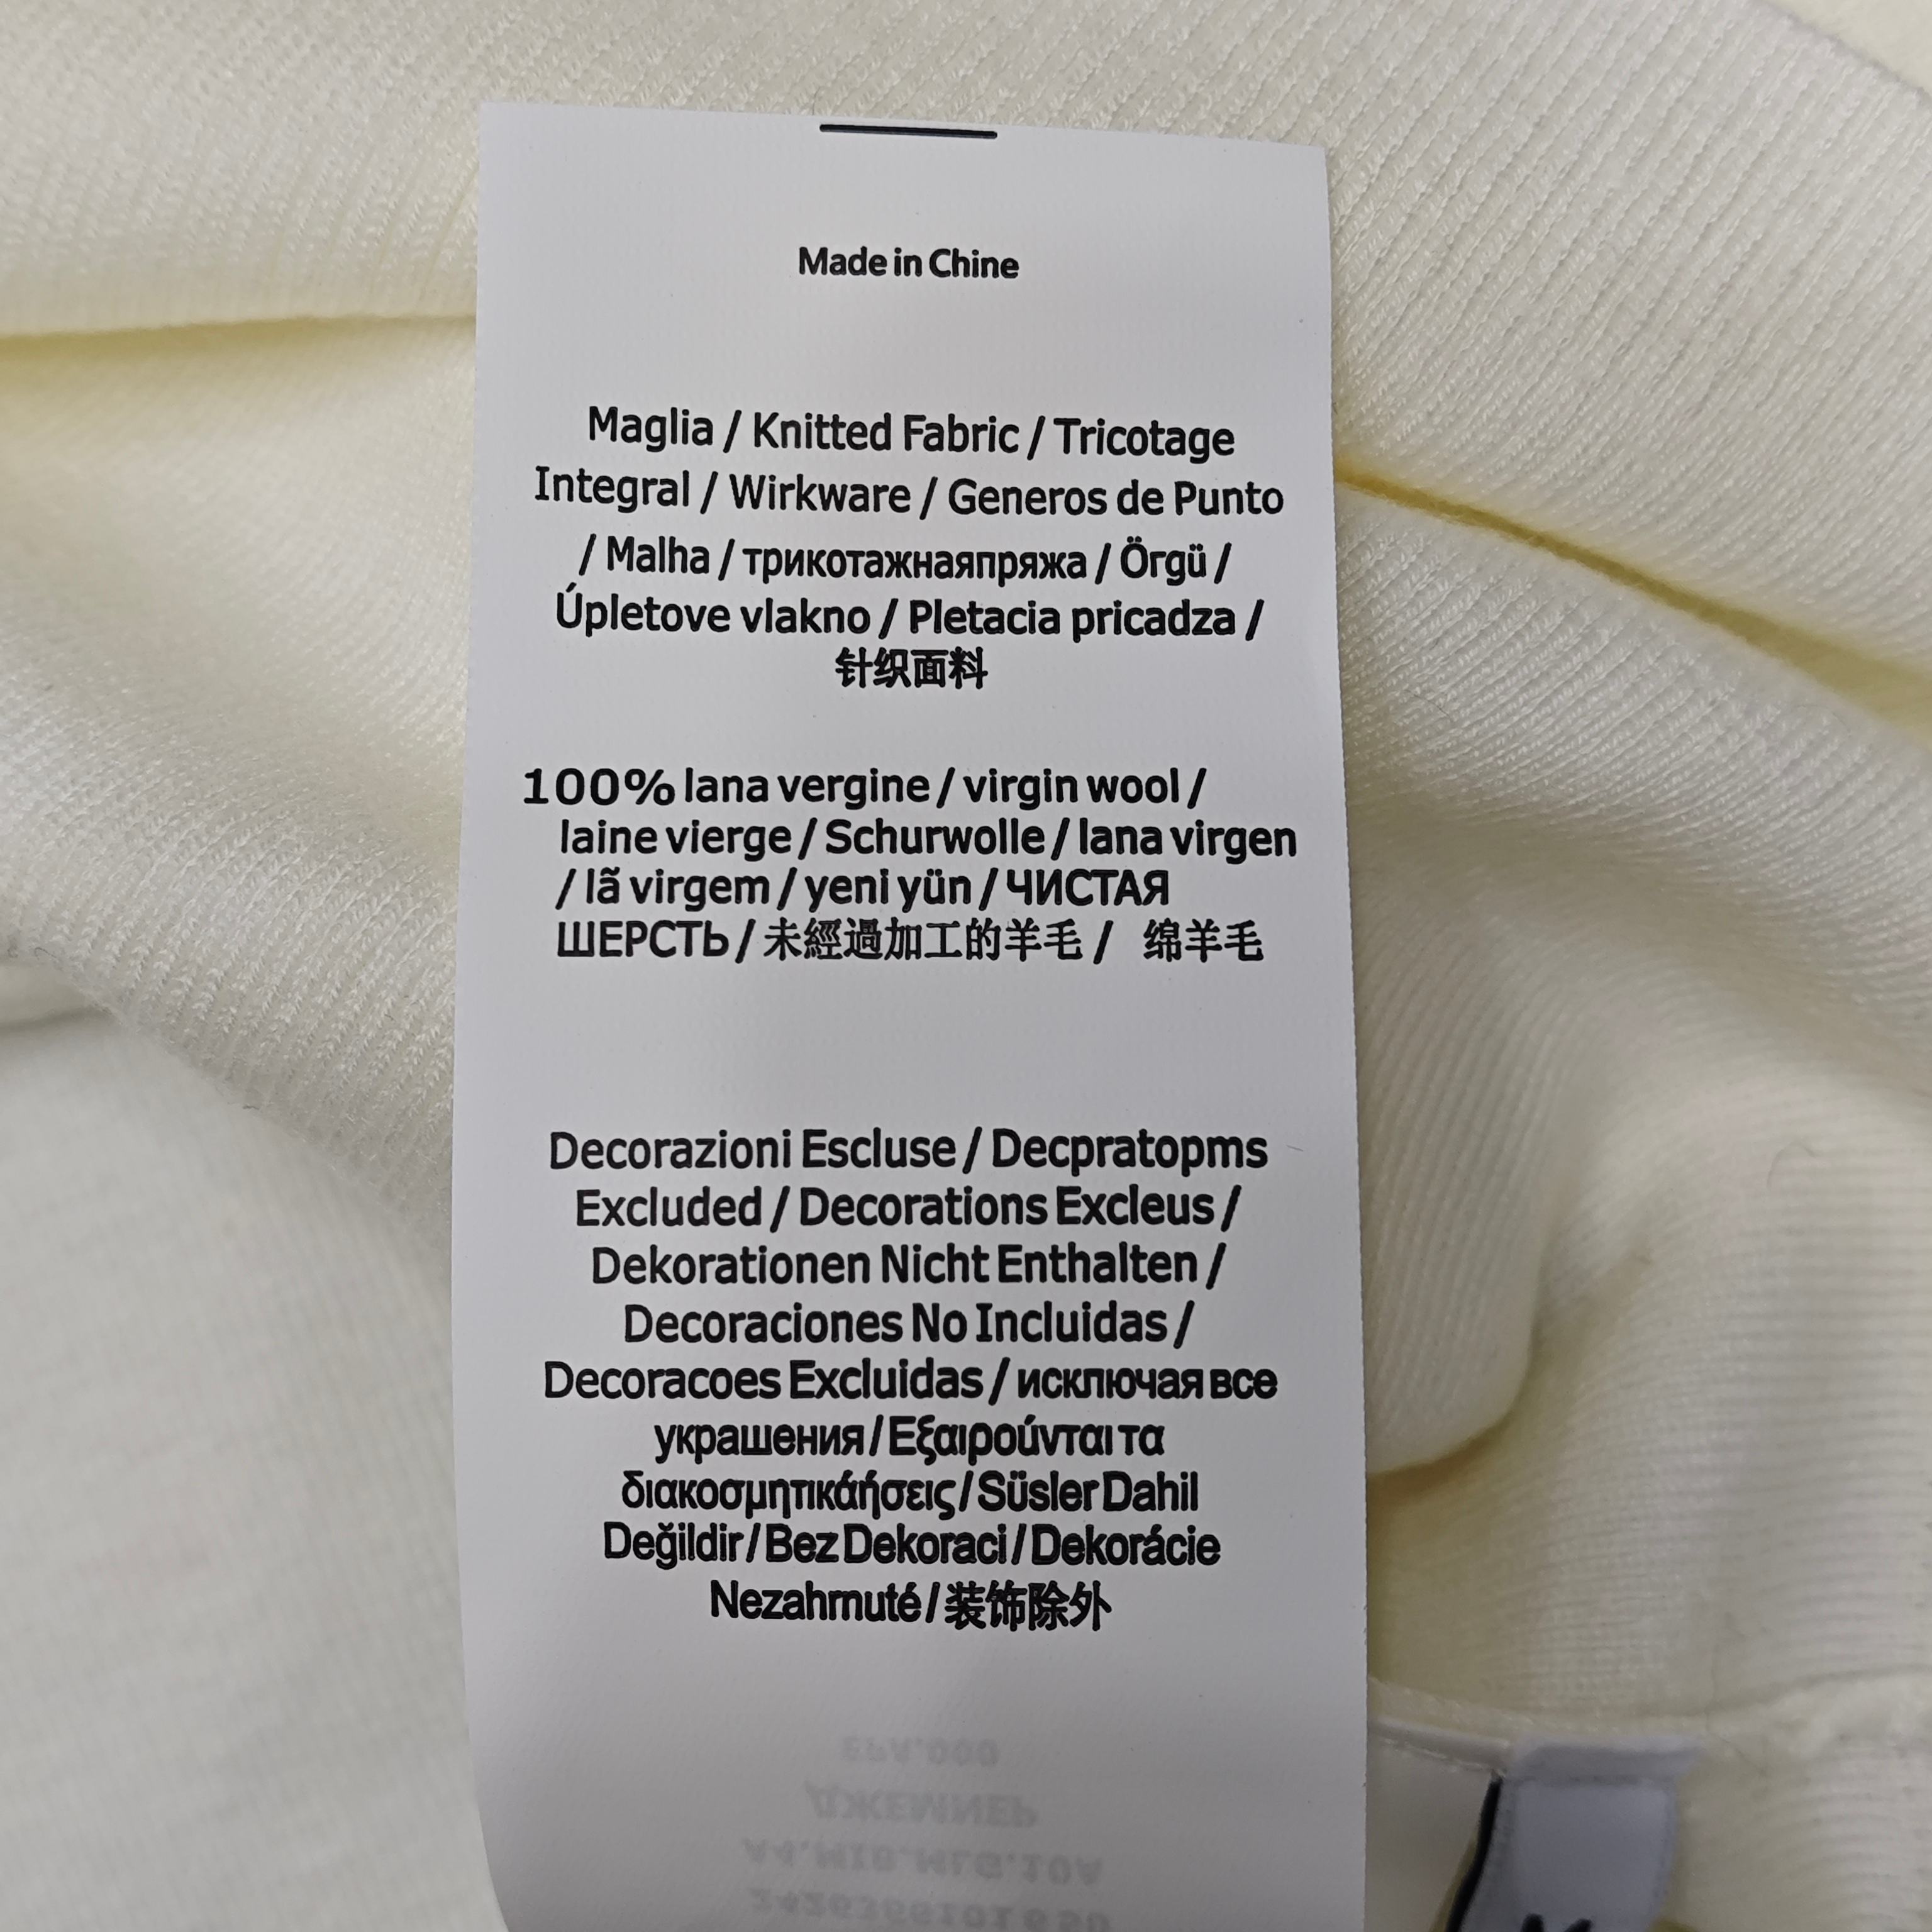 Made in Chine
Maglia / Knitted Fabric / Tricotage
Integral / Wirkware / Generos de Punto
/ Malha / трикотажнаяпряжа / Örgü /
Úpletove vlakno / Pletacia pricadza /
针织面料
100% lana vergine / virgin wool /
laine vierge / Schurwolle / lana virgen
/ lã virgem / yeni yün / ЧИСТАЯ
ШЕРСТЬ / 未經過加工的羊毛 / 绵羊毛
Decorazioni Escluse / Decpratopms
Excluded / Decorations Excleus /
Dekorationen Nicht Enthalten /
Decoraciones No Incluidas /
Decoracoes Excluidas / исключая все
украшения / Εξαιρούνται τα
διακοσμητικάήσεις / Süsler Dahil
Değildir / Bez Dekoraci / Dekorácie
Nezahrnuté / 装饰除外